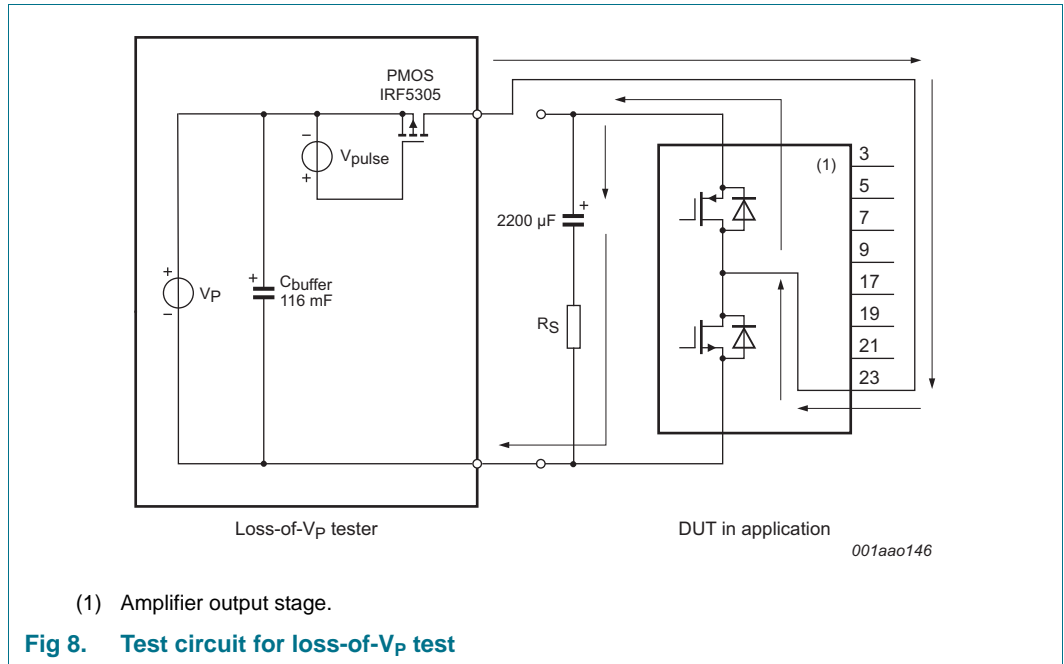 PMOS
IRF5305
−
Vpulse
+
+
VP
−
+
Cbuffer
116 mF
+
2200 μF
RS
(1)
3
5
7
9
17
19
21
23
Loss-of-VP tester
DUT in application
001aao146
(1) Amplifier output stage.
Fig 8. Test circuit for loss-of-VP test